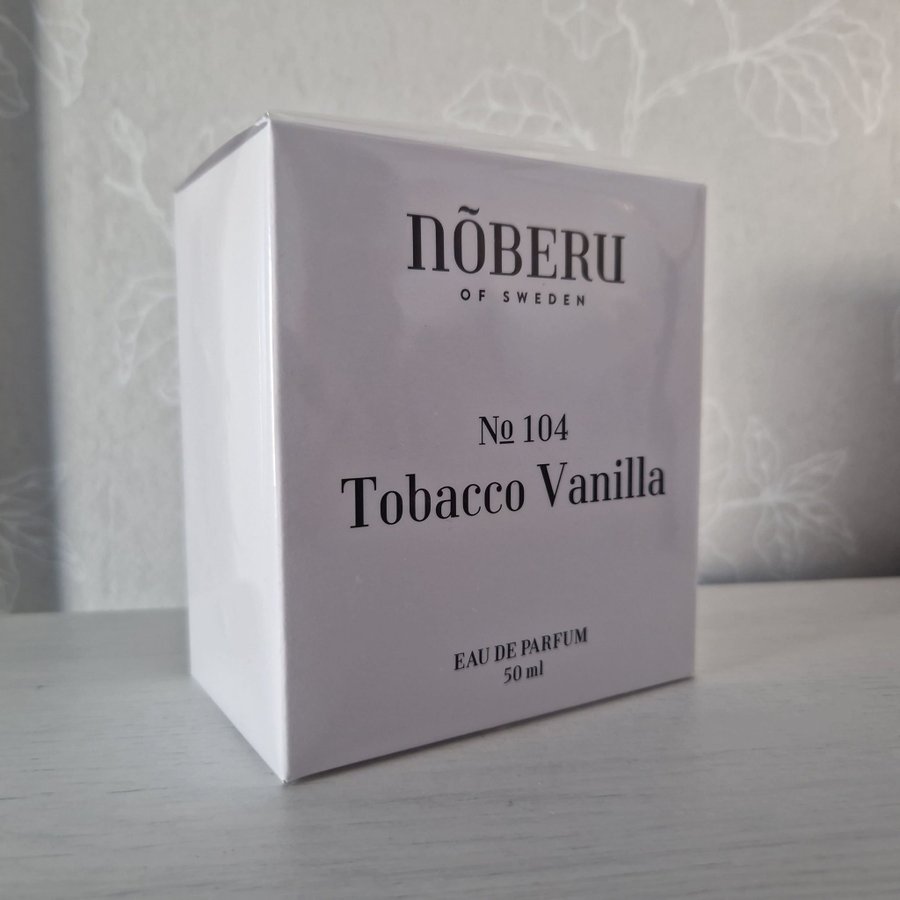 nõBERU
OF SWEDEN
№ 104
Tobacco Vanilla
EAU DE PARFUM
50 ml